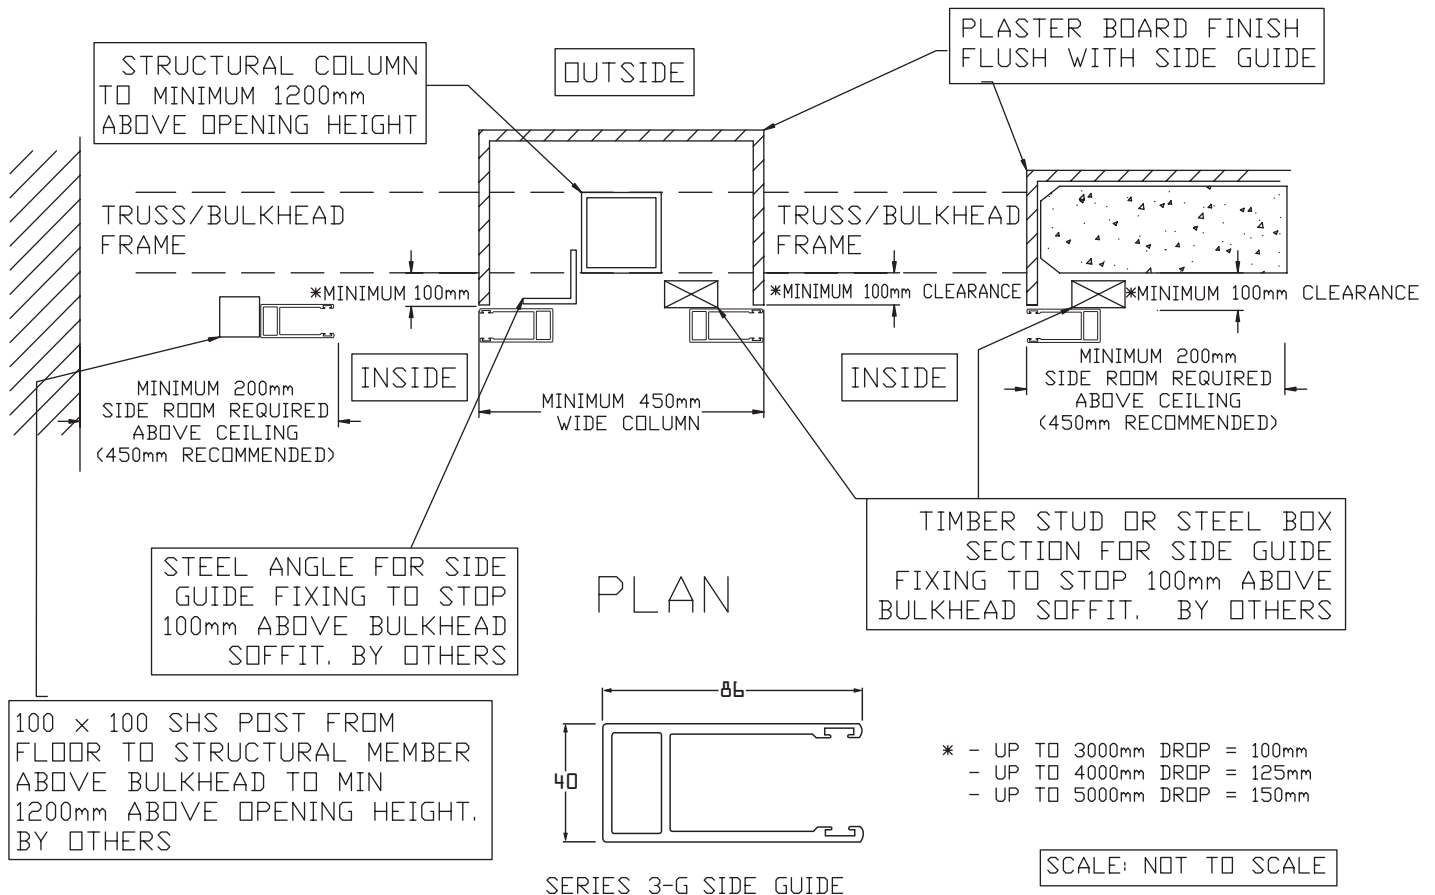 STRUCTURAL COLUMN
TO MINIMUM 1200mm
ABOVE OPENING HEIGHT
OUTSIDE
PLASTER BOARD FINISH
FLUSH WITH SIDE GUIDE
TRUSS/BULKHEAD
FRAME
TRUSS/BULKHEAD
FRAME
*MINIMUM 100mm
*MINIMUM 100mm CLEARANCE
*MINIMUM 100mm CLEARANCE
INSIDE
INSIDE
MINIMUM 200mm
SIDE ROOM REQUIRED
ABOVE CEILING
(450mm RECOMMENDED)
MINIMUM 450mm
WIDE COLUMN
MINIMUM 200mm
SIDE ROOM REQUIRED
ABOVE CEILING
(450mm RECOMMENDED)
STEEL ANGLE FOR SIDE
GUIDE FIXING TO STOP
100mm ABOVE BULKHEAD
SOFFIT. BY OTHERS
PLAN
TIMBER STUD OR STEEL BOX
SECTION FOR SIDE GUIDE
FIXING TO STOP 100mm ABOVE
BULKHEAD SOFFIT. BY OTHERS
100 x 100 SHS POST FROM
FLOOR TO STRUCTURAL MEMBER
ABOVE BULKHEAD TO MIN
1200mm ABOVE OPENING HEIGHT.
BY OTHERS
86
40
SERIES 3-G SIDE GUIDE
* - UP TO 3000mm DROP = 100mm
- UP TO 4000mm DROP = 125mm
- UP TO 5000mm DROP = 150mm
SCALE: NOT TO SCALE